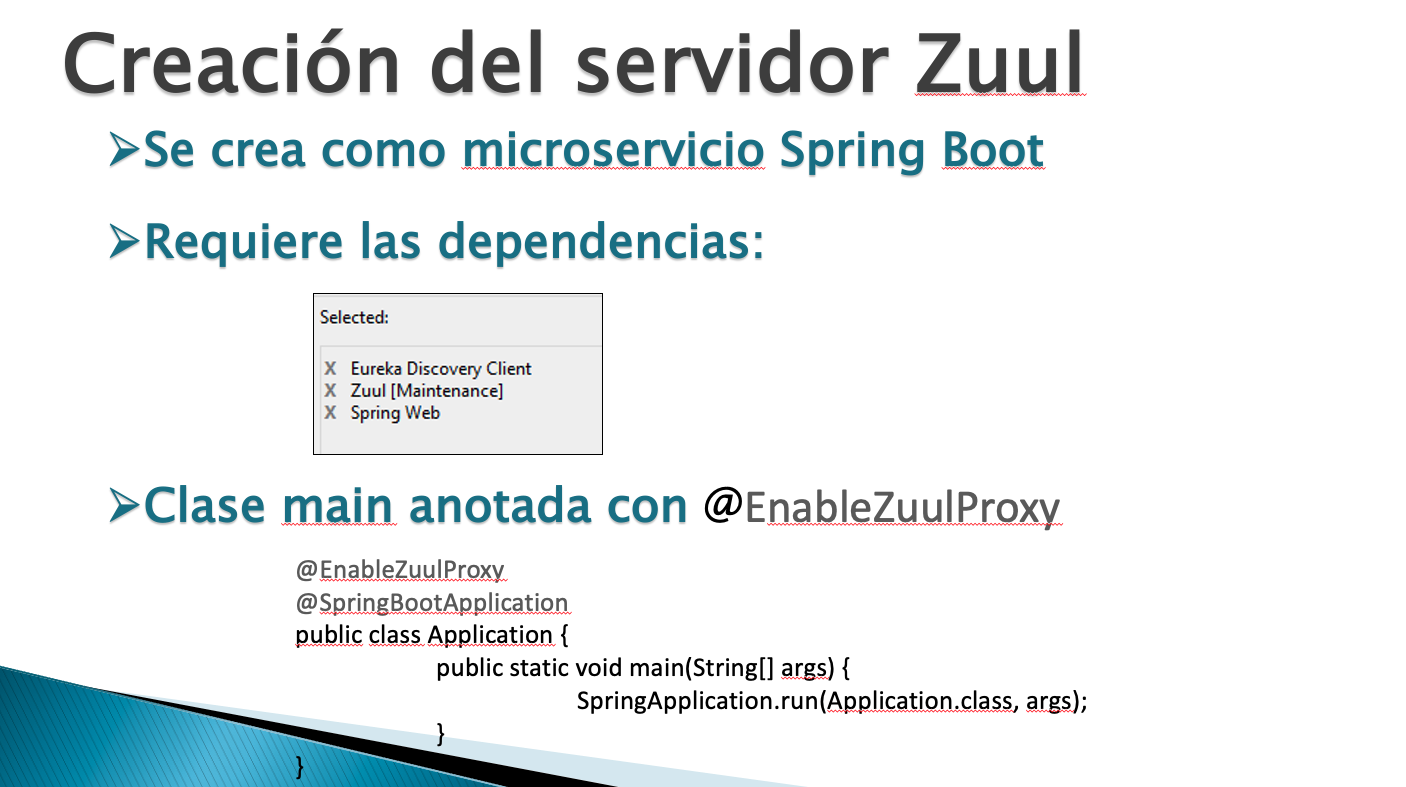 Creación del servidor Zuul
➢Se crea como microservicio Spring Boot
➢Requiere las dependencias:
Selected:
X Eureka Discovery Client
X Zuul [Maintenance]
X Spring Web
➢Clase main anotada con @EnableZuulProxy
@EnableZuulProxy
@SpringBootApplication
public class Application {
public static void main(String[] args) {
SpringApplication.run(Application.class, args);
}
}